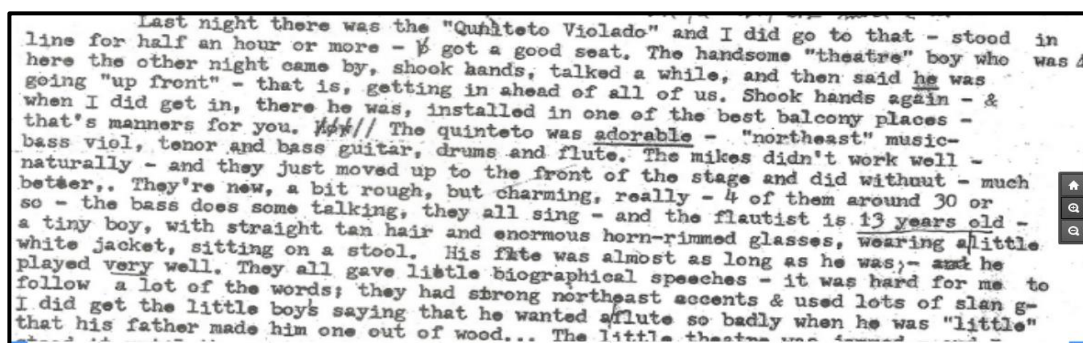 Last night there was the "Qunìteto Violado" and I did go to that - stood in
line for half an hour or more - got a good seat. The handsome "theatre" boy who was
here the other night came by, shook hands, talked a while, and then said he was
going "up front" - that is, getting in ahead of all of us. Shook hands again - &
when I did get in, there he was, installed in one of the best balcony places -
that's manners for you. // The quinteto was adorable - "northeast" music-
bass viol, tenor and bass guitar, drums and flute. The mikes didn't work well -
naturally - and they just moved up to the front of the stage and did without - much
better,. They're new, a bit rough, but charming, really - 4 of them around 30 or
so - the bass does some talking, they all sing - and the flautist is 13 years old -
a tiny boy, with straight tan hair and enormous horn-rimmed glasses, wearing a little
white jacket, sitting on a stool. His flute was almost as long as he was,- and he
played very well. They all gave little biographical speeches - it was hard for me to
follow a lot of the words; they had strong northeast accents & used lots of slan g-
I did get the little boy's saying that he wanted a flute so badly when he was "little"
that his father made him one out of wood... The little theatre was jammed